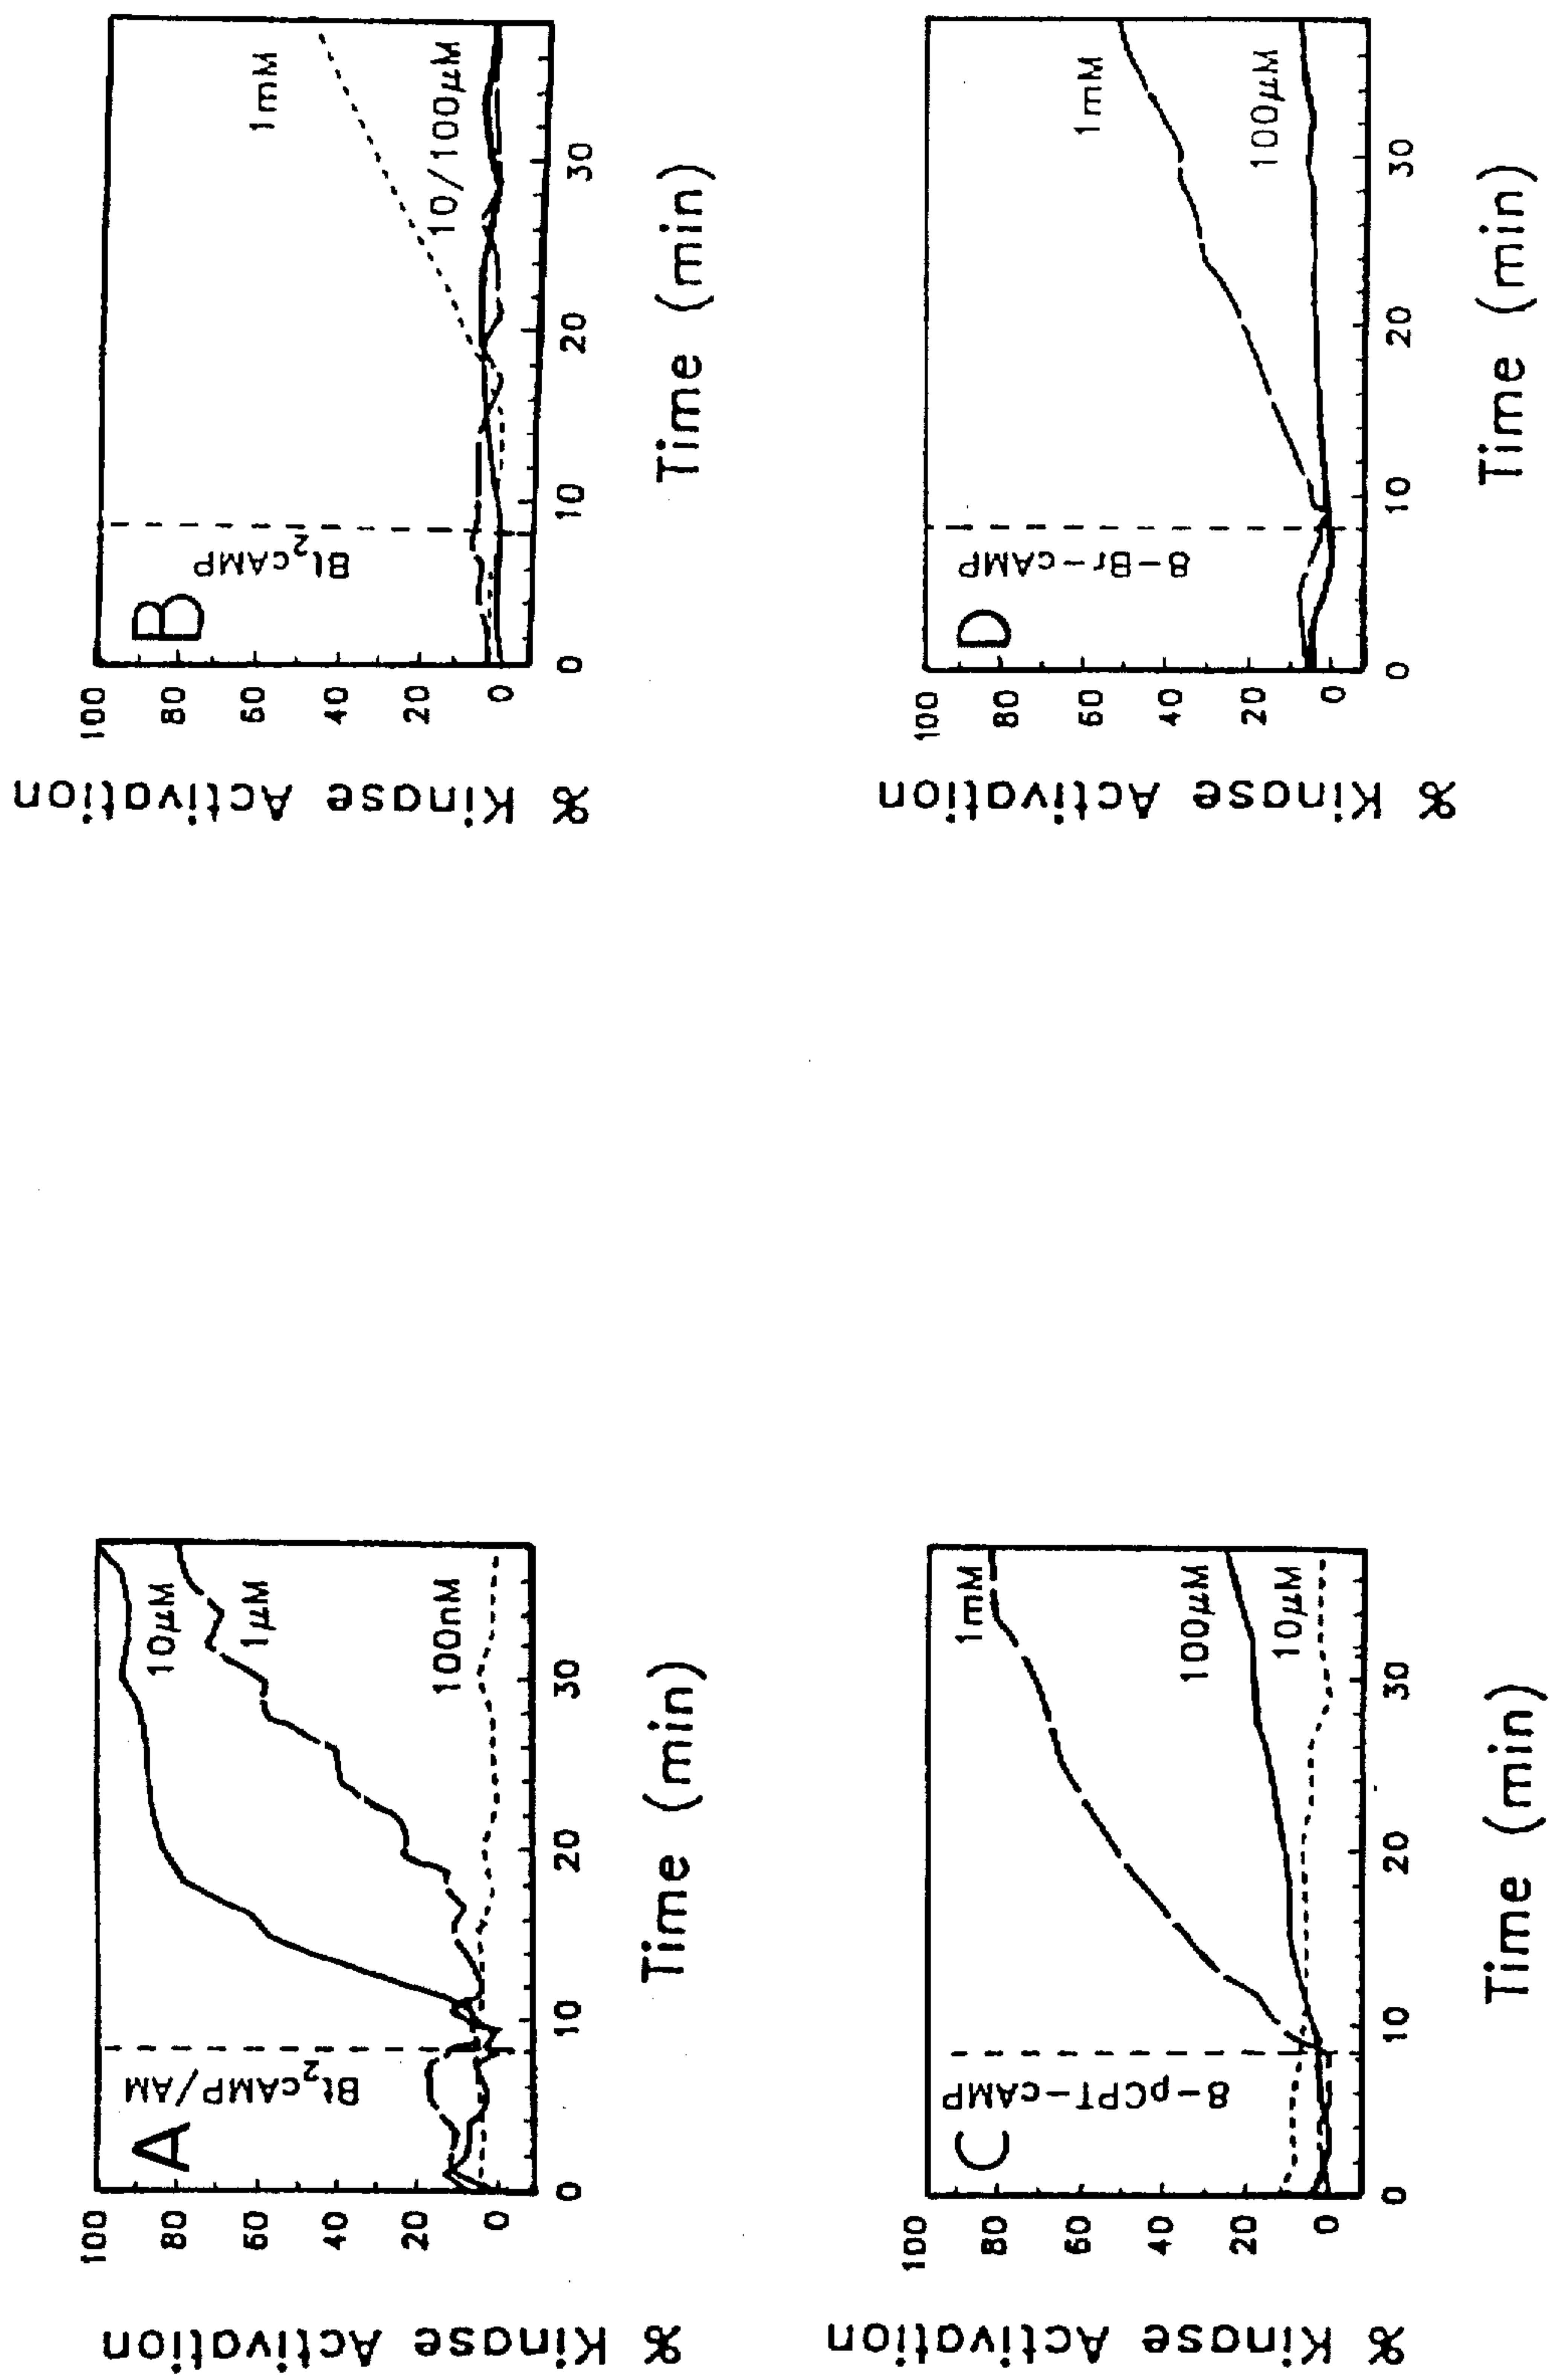 A
Bt2cAMP/AM
% Kinase Activation
100
80
60
40
20
0
10µM
1µM
100nM
0
10
20
30
Time (min)
B
Bt2cAMP
% Kinase Activation
100
80
60
40
20
0
1mM
10/100µM
0
10
20
30
Time (min)
C
8-pCPT-cAMP
% Kinase Activation
100
80
60
40
20
0
1mM
100µM
10µM
0
10
20
30
Time (min)
D
8-Br-cAMP
% Kinase Activation
100
80
60
40
20
0
1mM
100µM
0
10
20
30
Time (min)